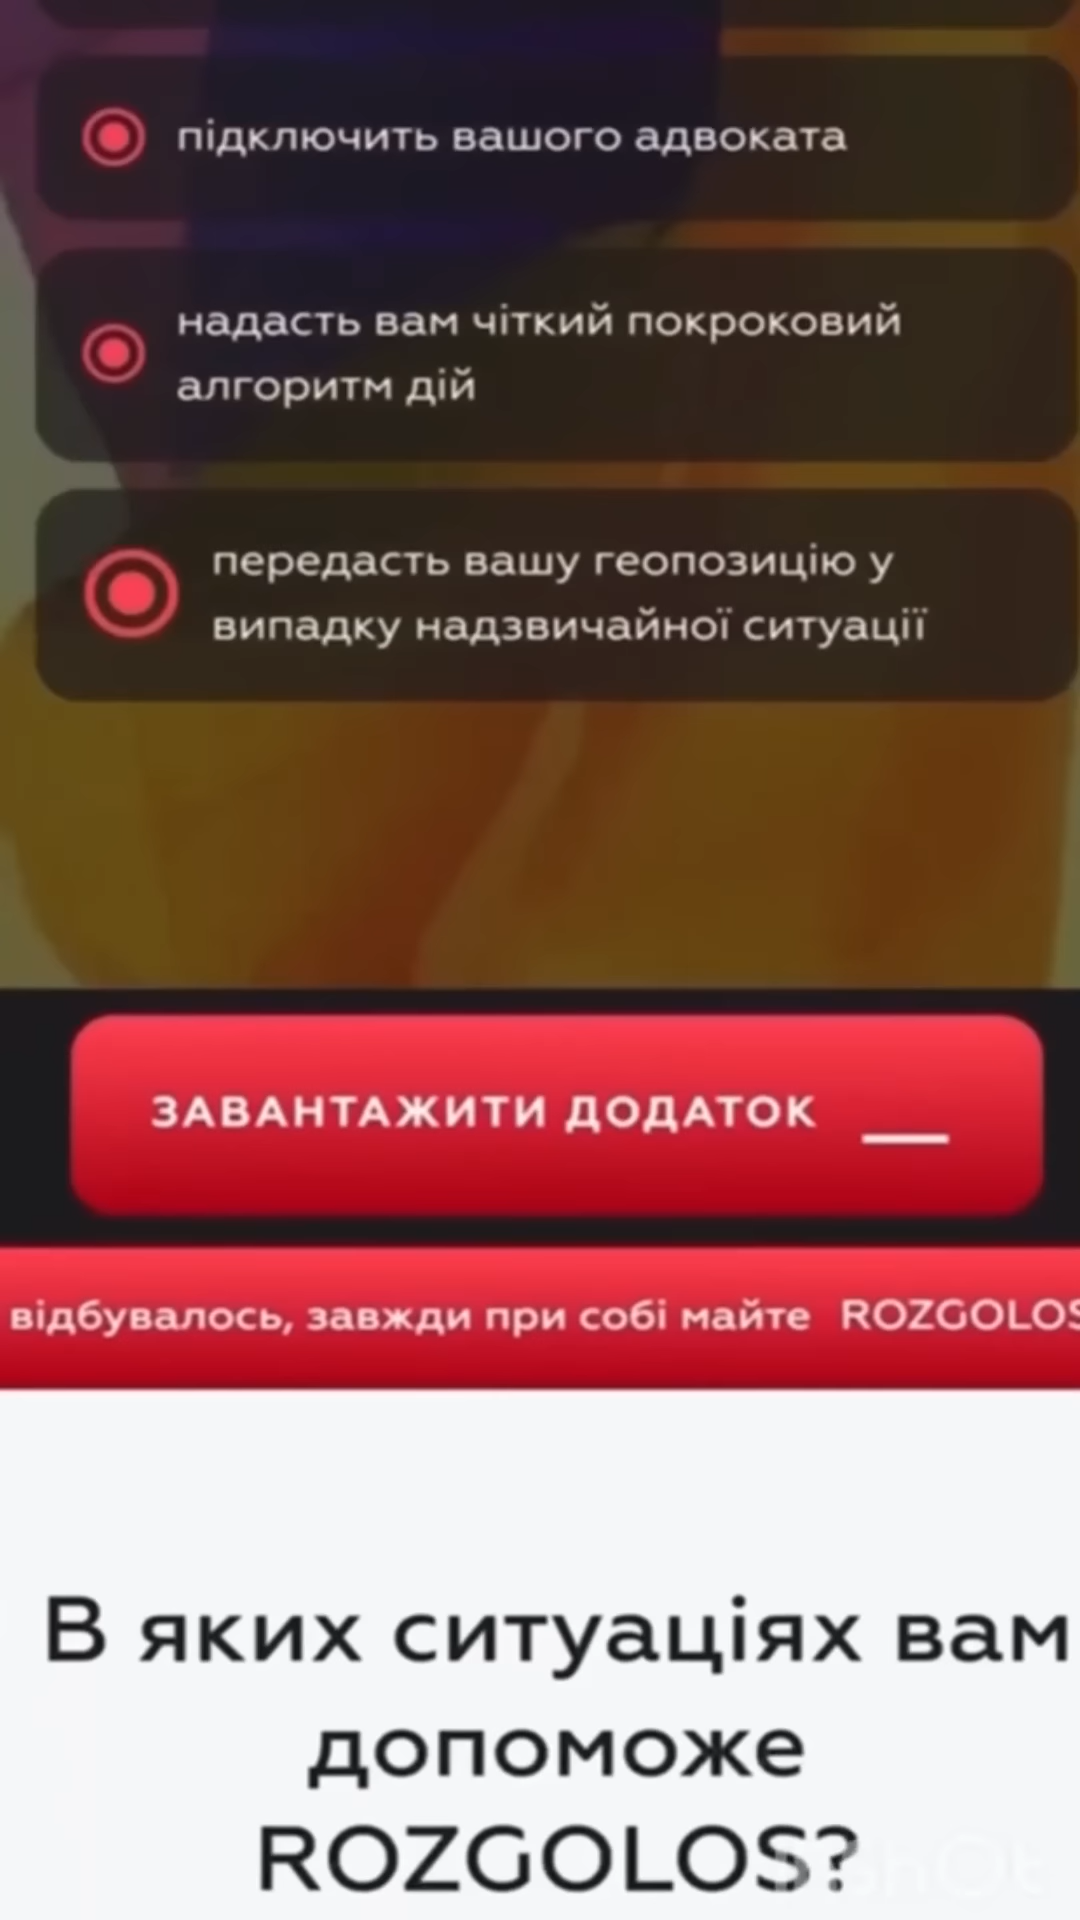 підключить вашого адвоката
надасть вам чіткий покроковий
алгоритм дій
передасть вашу геопозицію у
випадку надзвичайної ситуації
ЗАВАНТАЖИТИ ДОДАТОК
відбувалось, завжди при собі майте ROZGOLOS
В яких ситуаціях вам
допоможе
ROZGOLOS?